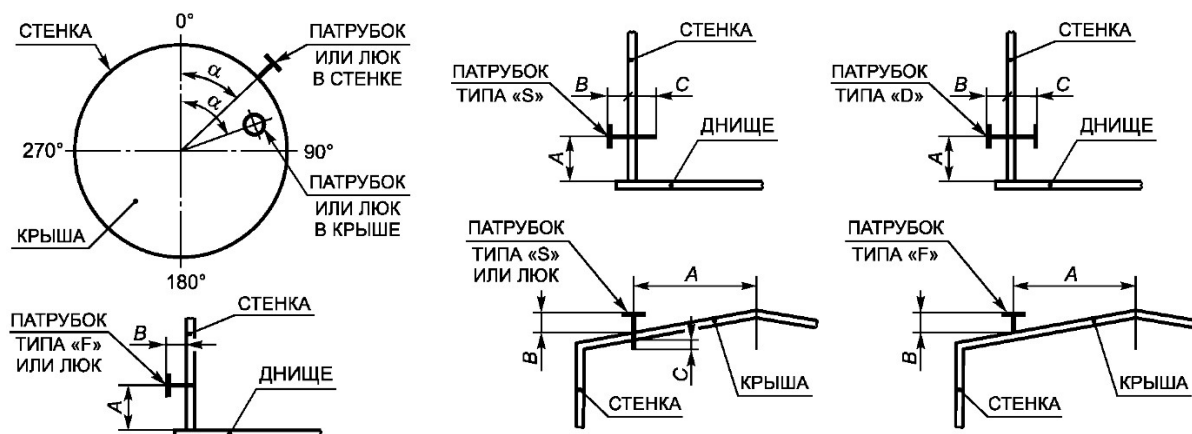 0°
СТЕНКА
ПАТРУБОК
ИЛИ ЛЮК
В СТЕНКЕ
α
α
270°
90°
ПАТРУБОК
ИЛИ ЛЮК
В КРЫШЕ
КРЫША
180°
СТЕНКА
ПАТРУБОК
ТИПА «S»
B
C
A
ДНИЩЕ
СТЕНКА
ПАТРУБОК
ТИПА «D»
B
C
A
ДНИЩЕ
СТЕНКА
ПАТРУБОК
ТИПА «F»
ИЛИ ЛЮК
B
A
ДНИЩЕ
ПАТРУБОК
ТИПА «S»
ИЛИ ЛЮК
A
B
C
КРЫША
СТЕНКА
ПАТРУБОК
ТИПА «F»
A
B
КРЫША
СТЕНКА